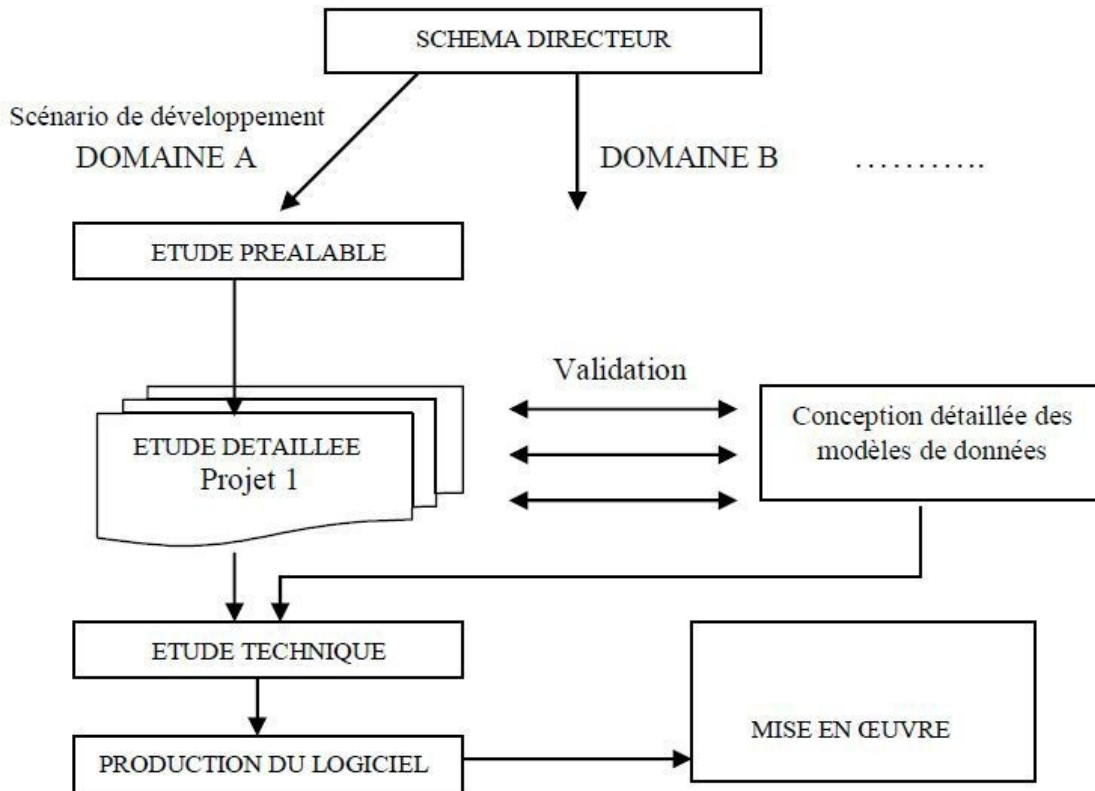 SCHEMA DIRECTEUR
Scénario de développement
DOMAINE A
DOMAINE B
………..
ETUDE PREALABLE
Validation
ETUDE DETAILLEE
Projet 1
Conception détaillée des
modèles de données
ETUDE TECHNIQUE
MISE EN ŒUVRE
PRODUCTION DU LOGICIEL